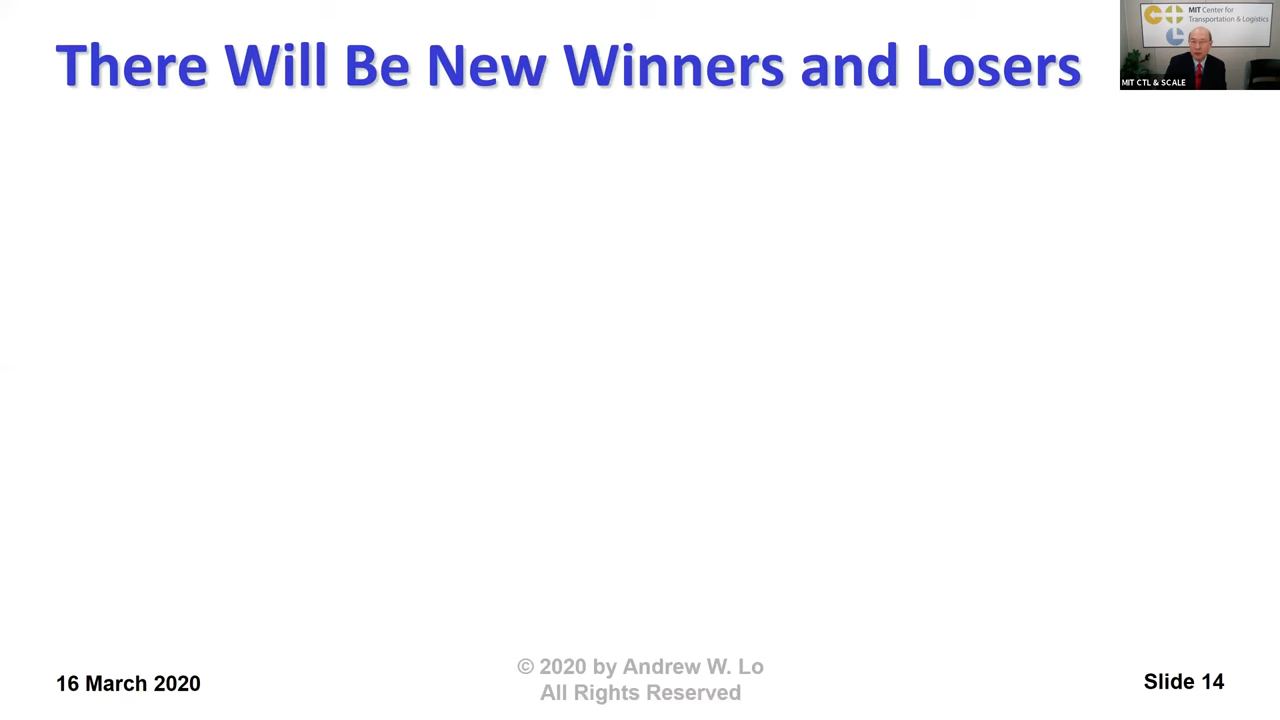 There Will Be New Winners and Losers
MIT Center for
Transportation & Logistics
MIT CTL & SCALE
16 March 2020
© 2020 by Andrew W. Lo
All Rights Reserved
Slide 14